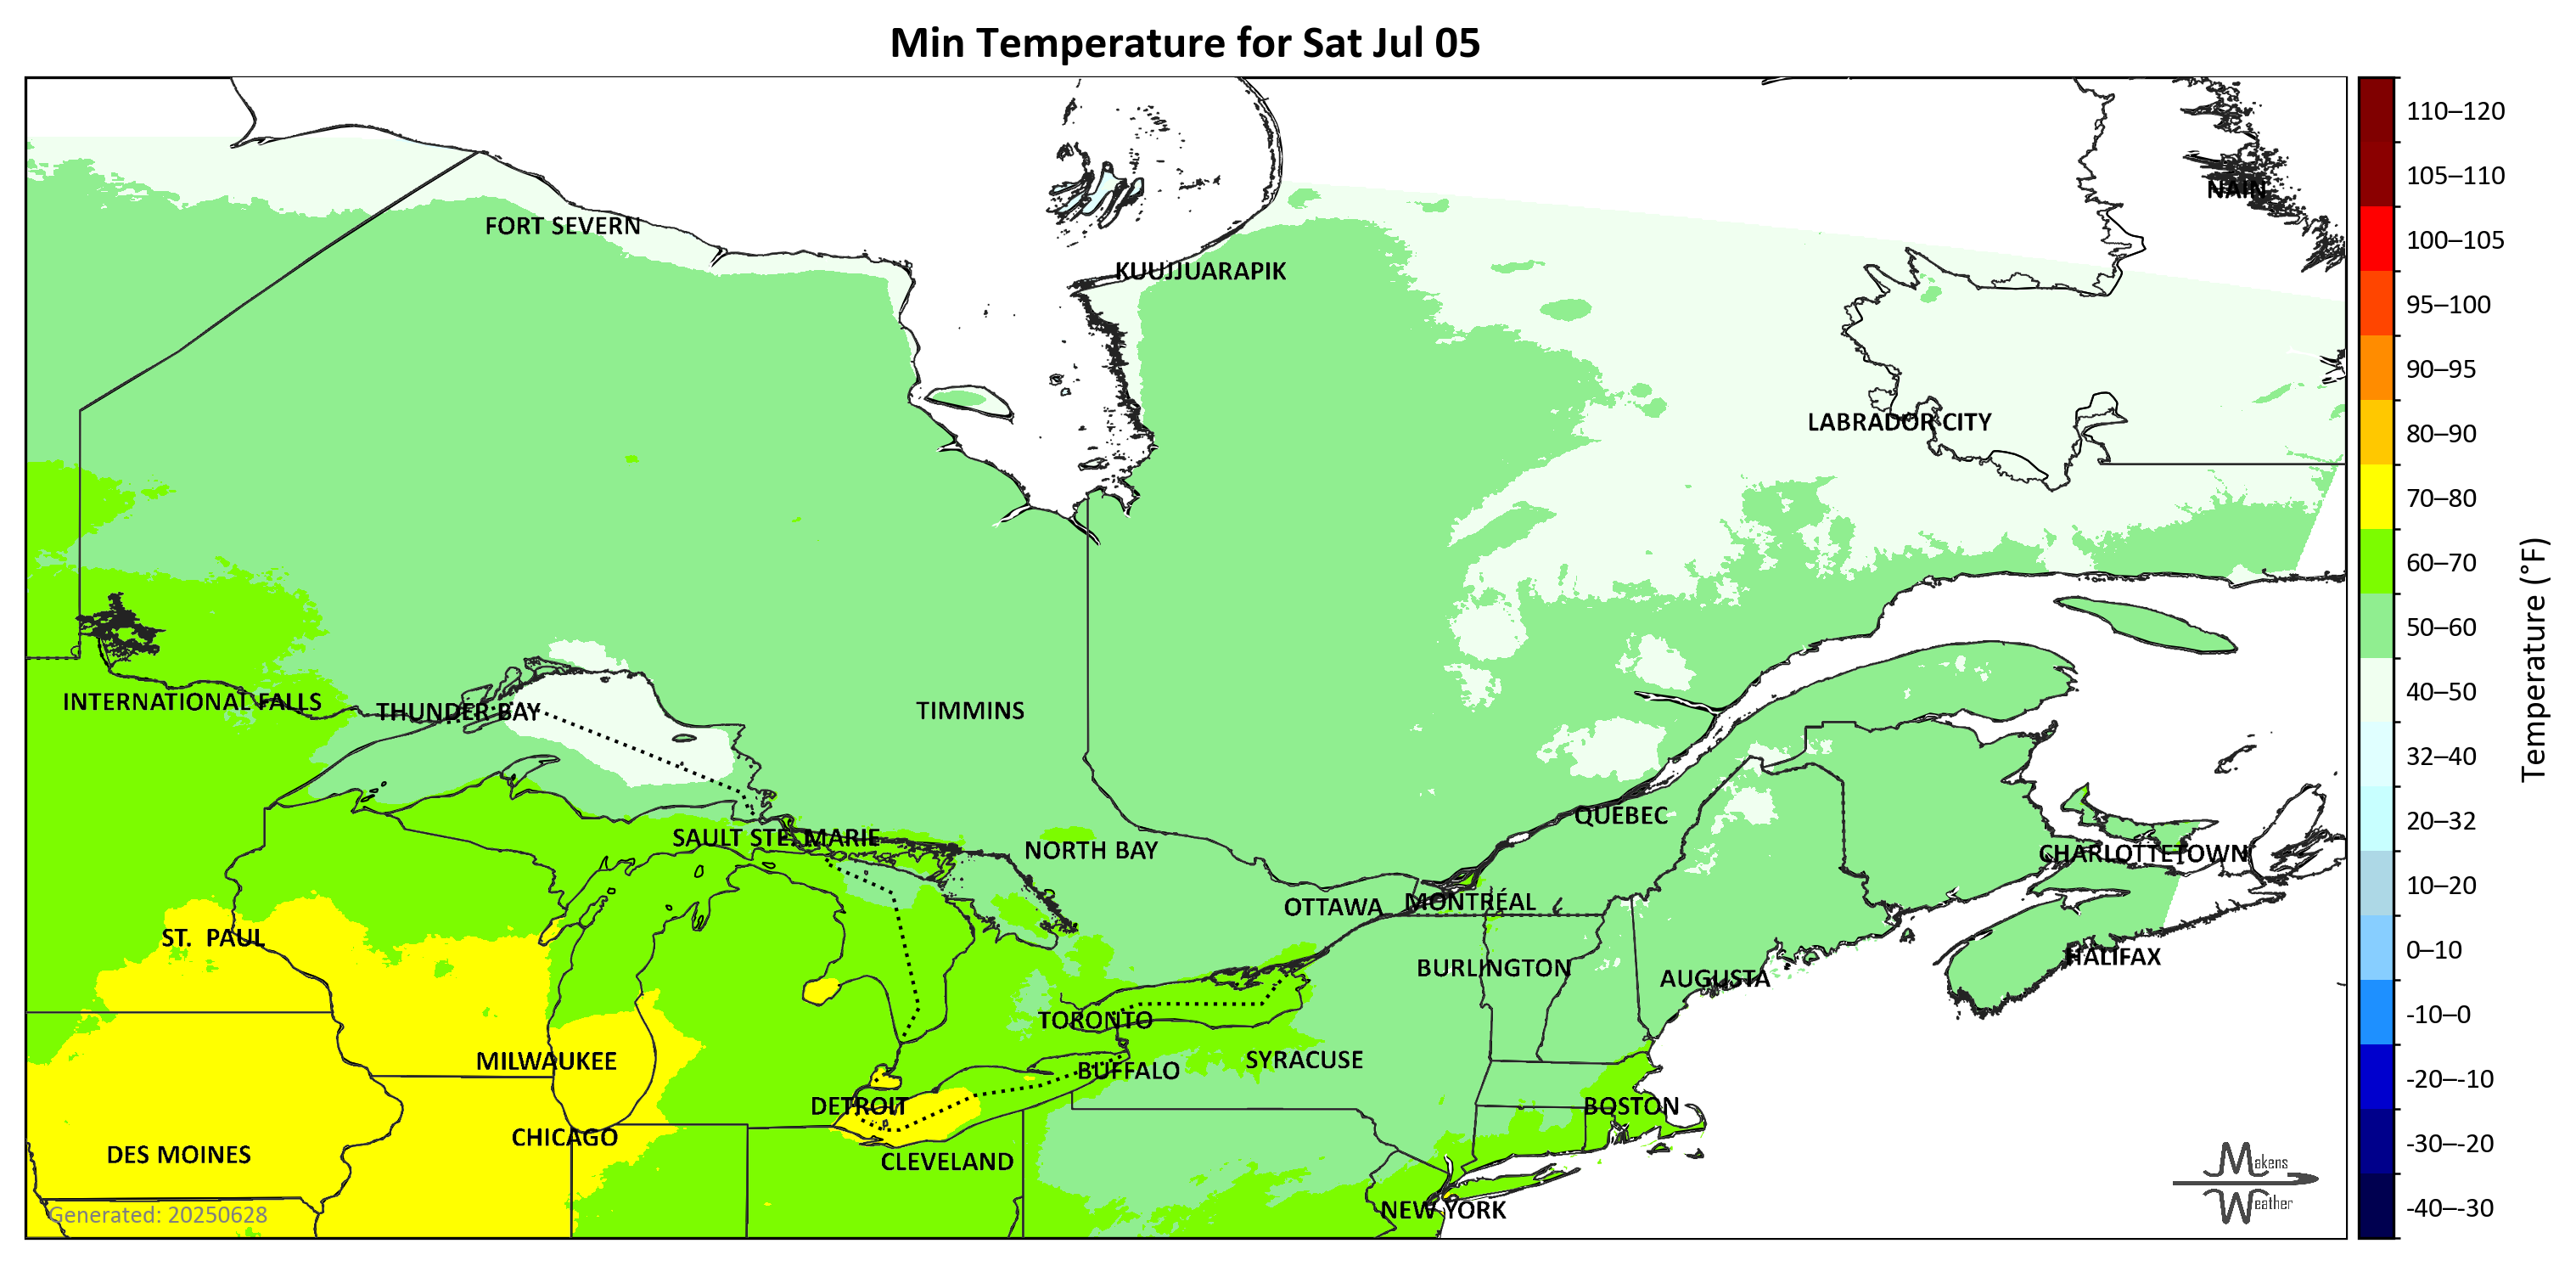 Min Temperature for Sat Jul 05
NAIN
FORT SEVERN
KUUJJUARAPIK
LABRADOR CITY
INTERNATIONAL FALLS
THUNDER BAY
TIMMINS
QUÉBEC
SAULT STE. MARIE
NORTH BAY
CHARLOTTETOWN
OTTAWA
MONTRÉAL
ST. PAUL
HALIFAX
BURLINGTON
AUGUSTA
TORONTO
MILWAUKEE
BUFFALO
SYRACUSE
DETROIT
BOSTON
CHICAGO
DES MOINES
CLEVELAND
NEW YORK
Generated: 20250628
Makens
Weather
110–120
105–110
100–105
95–100
90–95
80–90
70–80
60–70
50–60
40–50
32–40
20–32
10–20
0–10
-10–0
-20–-10
-30–-20
-40–-30
Temperature (°F)